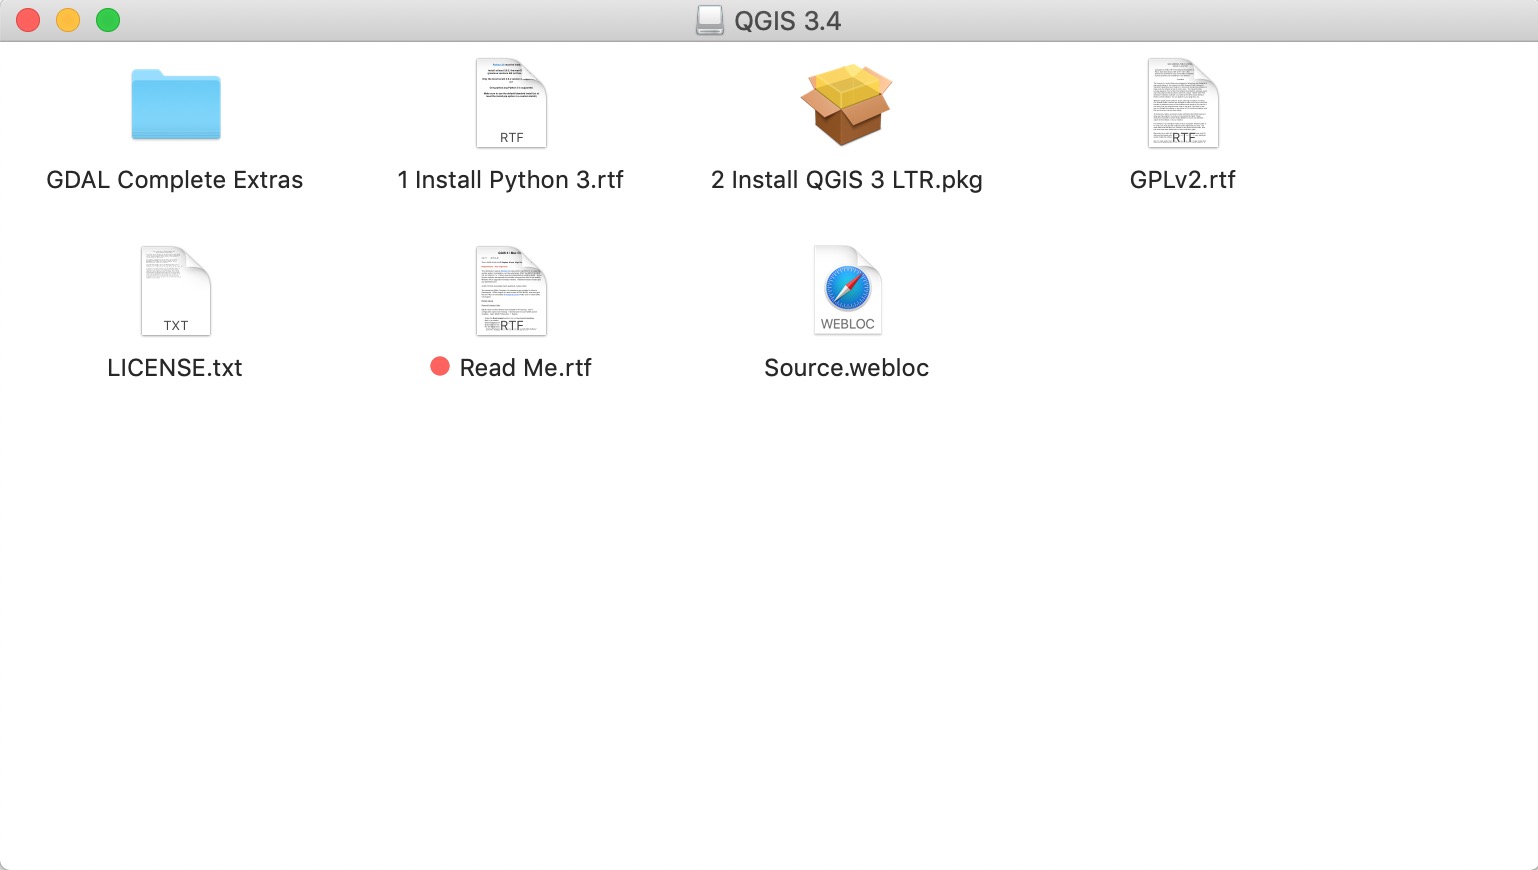 QGIS 3.4
RTF
RTF
GDAL Complete Extras
1 Install Python 3.rtf
2 Install QGIS 3 LTR.pkg
GPLv2.rtf
TXT
RTF
WEBLOC
LICENSE.txt
Read Me.rtf
Source.webloc